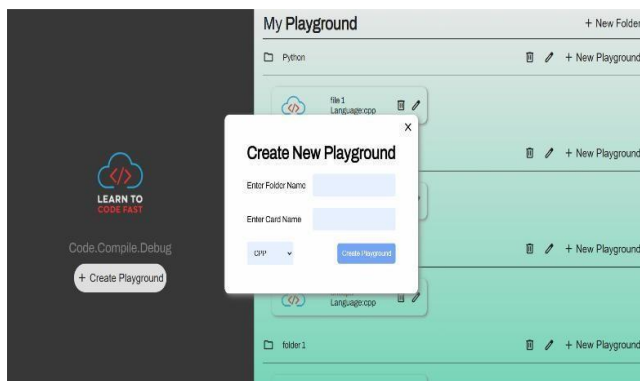 My Playground
+ New Folder
Python
+ New Playground
file 1
Language:cpp
X
Create New Playground
Enter Folder Name
+ New Playground
LEARN TO
CODE FAST
Enter Card Name
Code.Compile.Debug
CPP
Create Playground
+ New Playground
+ Create Playground
Language:cpp
folder 1
+ New Playground